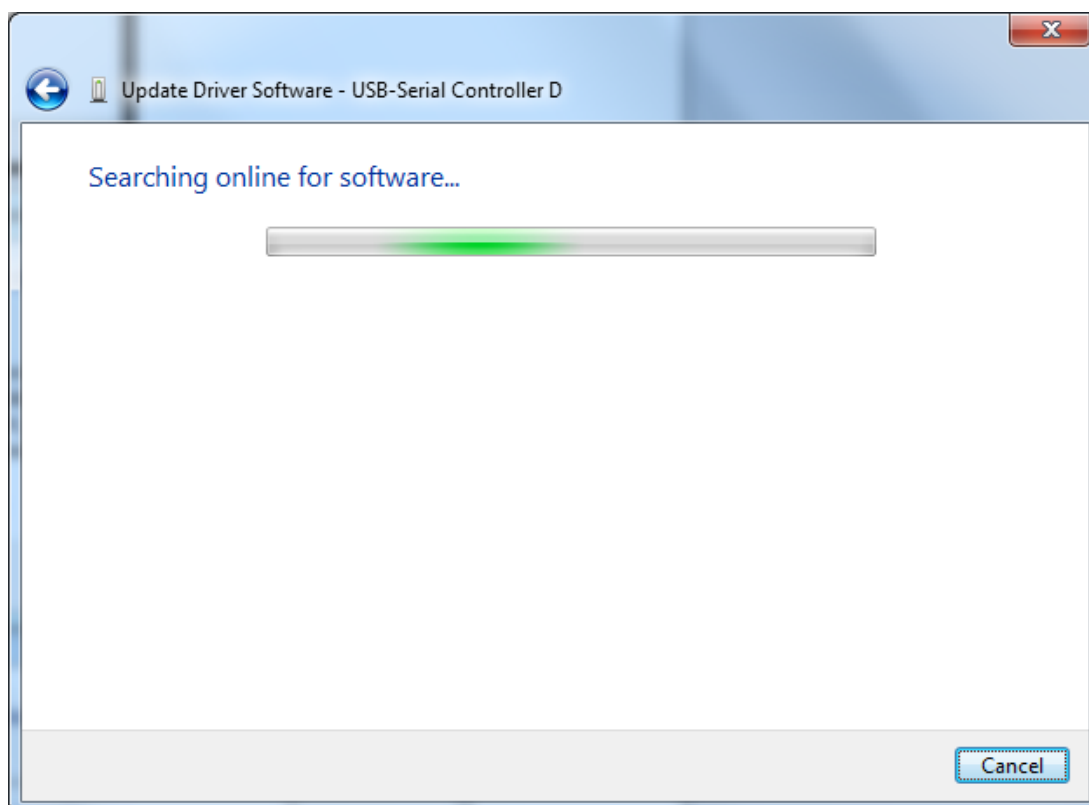 Update Driver Software - USB-Serial Controller D
Searching online for software...
Cancel